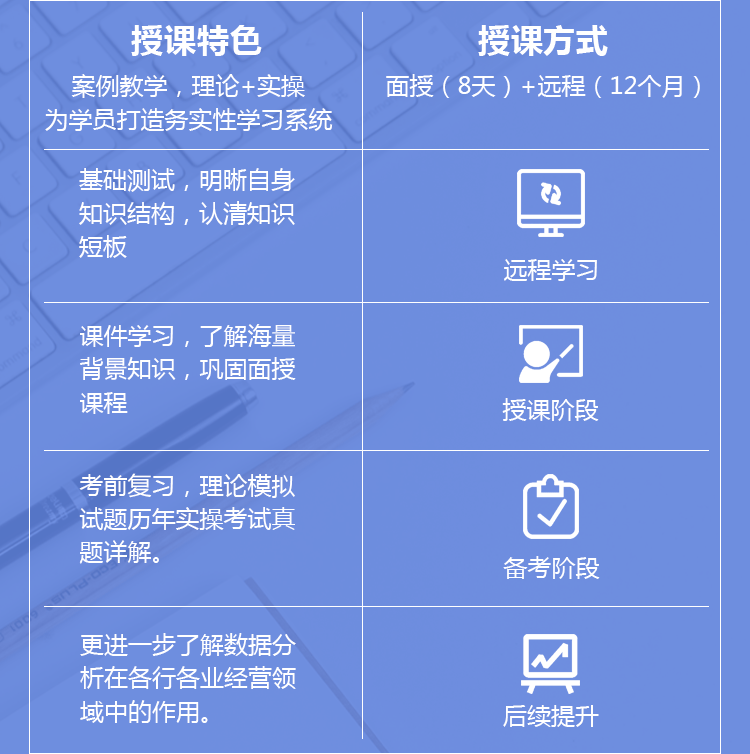 授课特色
授课方式
案例教学，理论+实操
为学员打造务实性学习系统
面授（8天）+远程（12个月）
基础测试，明晰自身
知识结构，认清知识
短板
远程学习
课件学习，了解海量
背景知识，巩固面授
课程
授课阶段
考前复习，理论模拟
试题历年实操考试真
题详解。
备考阶段
更进一步了解数据分
析在各行各业经营领
域中的作用。
后续提升